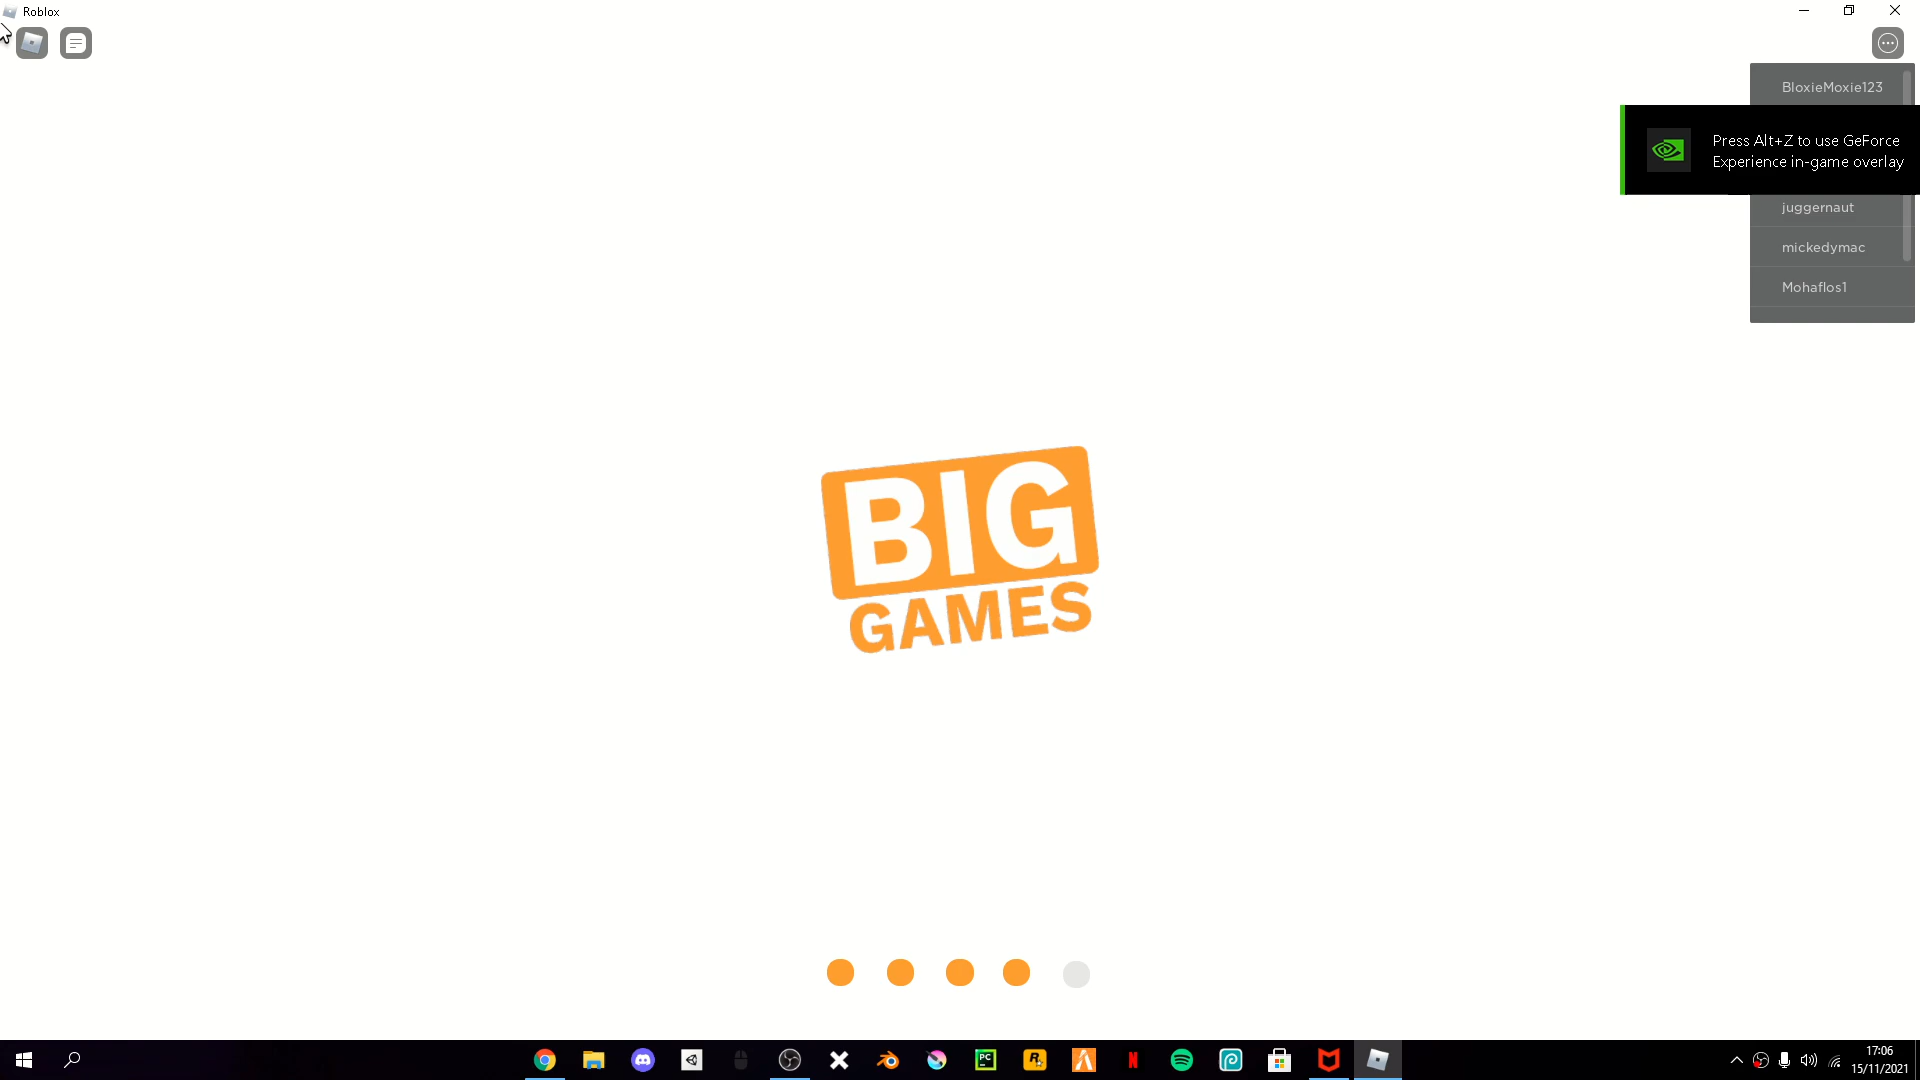 Roblox
BloxieMoxie123
Press Alt+Z to use GeForce
Experience in-game overlay
juggernaut
mickedymac
Mohaflos1
BIG
GAMES
PC
R
N
17:06
15/11/2021